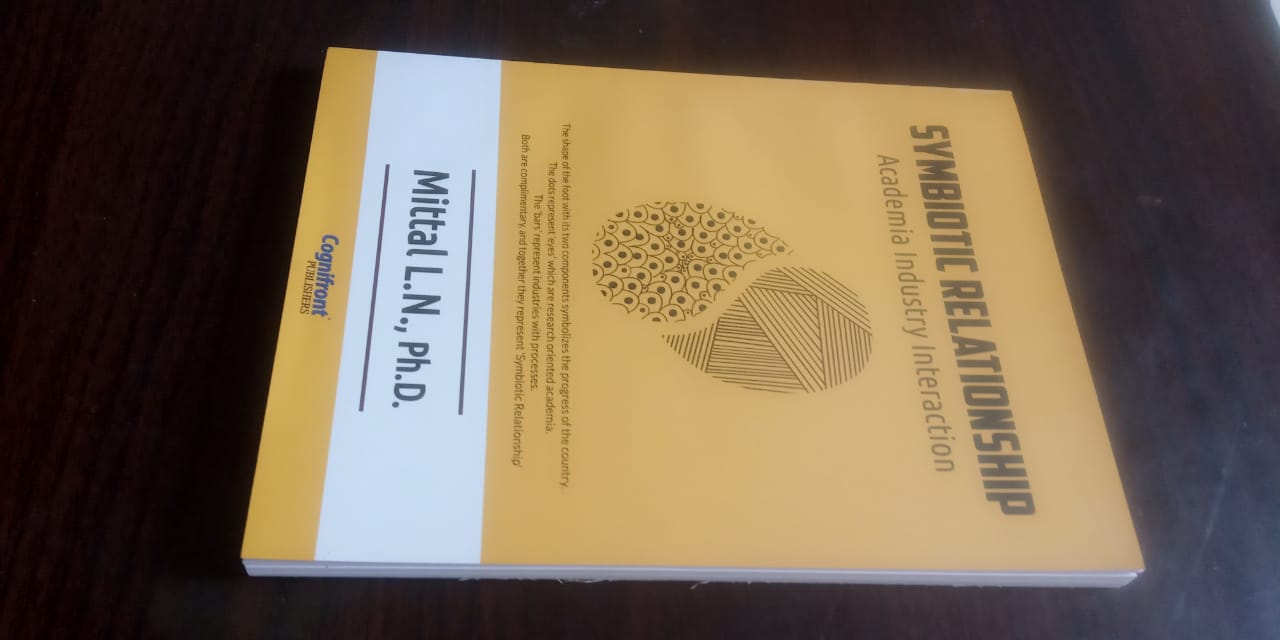 SYMBIOTIC RELATIONSHIP
Academia Industry Interaction
The shape of the foot with its two components symbolizes the progress of the country.
The dots represent 'eyes' which are research oriented academia.
The 'bars' represent industries with processes.
Both are complimentary, and together they represent 'Symbiotic Relationship'
Mittal L.N., Ph.D.
Cognifront
PUBLISHERS